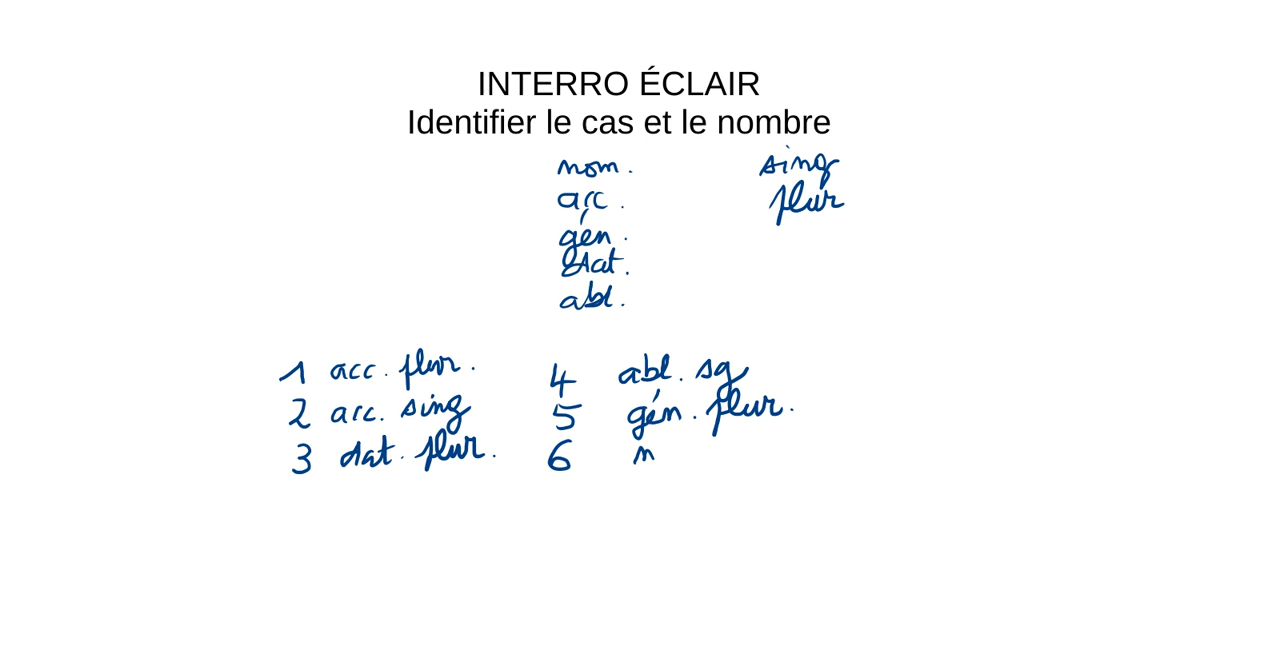 INTERRO ÉCLAIR
Identifier le cas et le nombre
nom. sing
acc. plur
gén.
dat.
abl.
1 acc. plur. 4 abl. sg
2 acc. sing 5 gén. plur.
3 dat. plur. 6 n